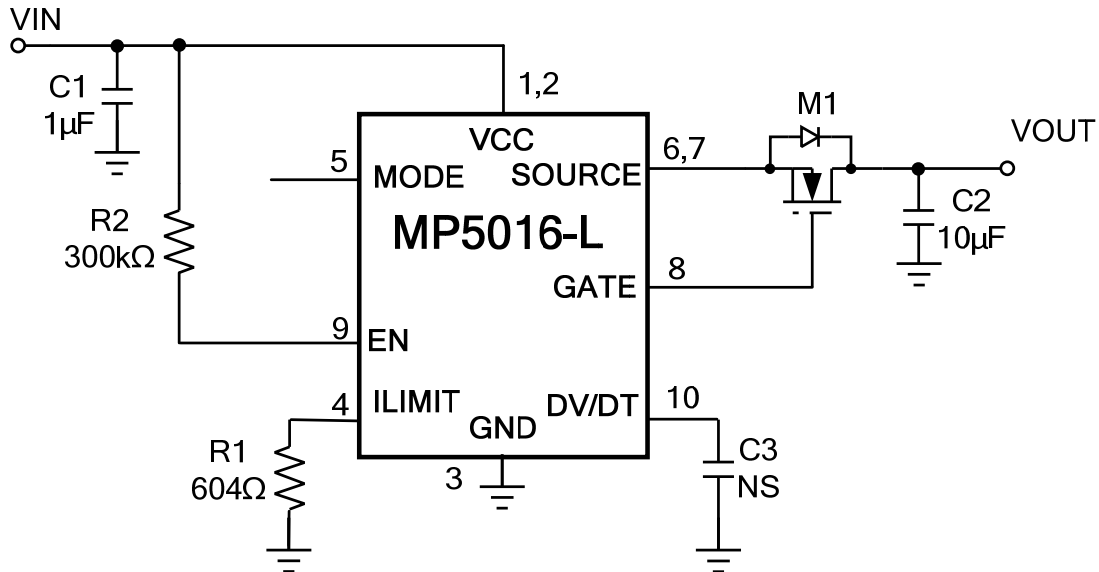 VIN
C1
1µF
1,2
VCC
M1
VOUT
5
MODE
SOURCE
6,7
MP5016-L
R2
300kΩ
C2
10µF
GATE
8
9
EN
4
ILIMIT
DV/DT
10
GND
R1
604Ω
3
C3
NS